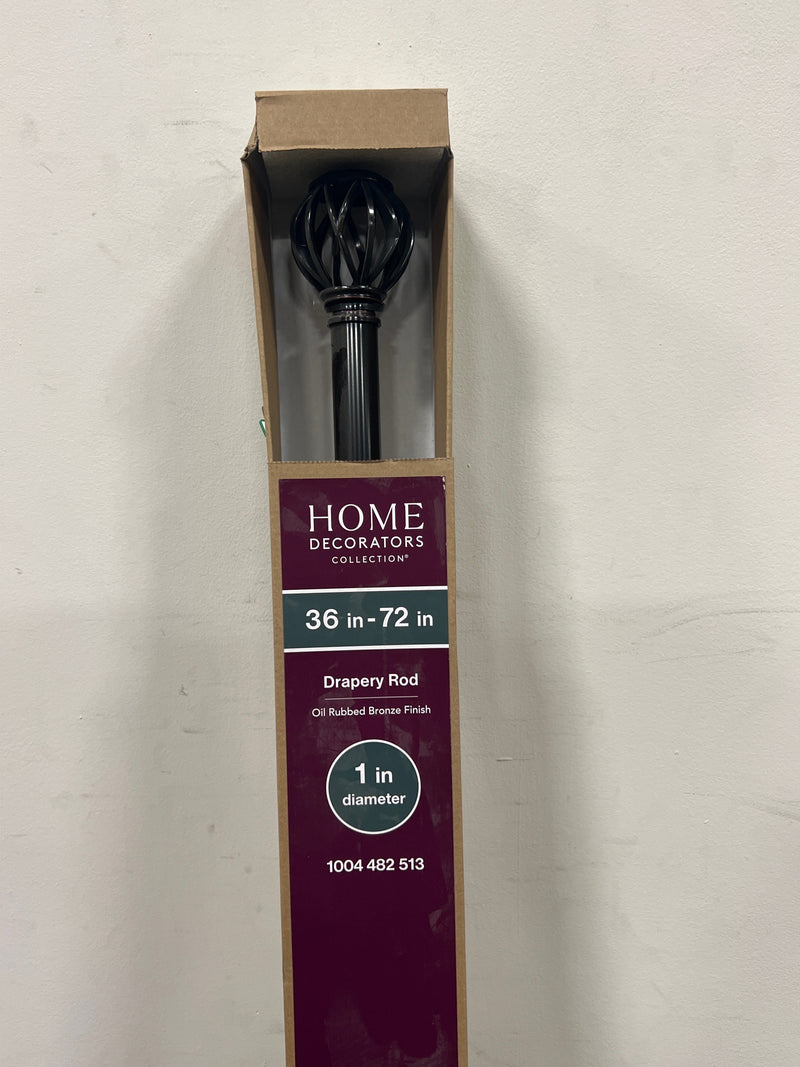 HOME
DECORATORS
COLLECTION®
36 in - 72 in
Drapery Rod
Oil Rubbed Bronze Finish
1 in
diameter
1004 482 513